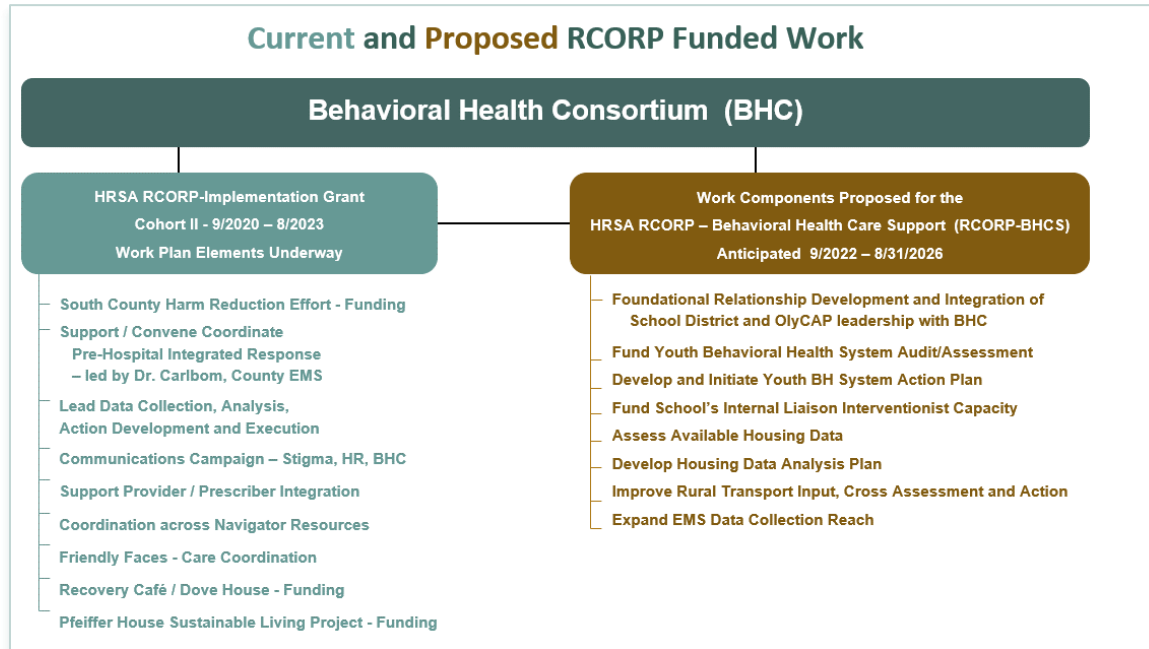 Current and Proposed RCORP Funded Work
Behavioral Health Consortium (BHC)
HRSA RCORP-Implementation Grant
Cohort II - 9/2020 – 8/2023
Work Plan Elements Underway
South County Harm Reduction Effort - Funding
Support / Convene Coordinate
Pre-Hospital Integrated Response
– led by Dr. Carlbom, County EMS
Lead Data Collection, Analysis,
Action Development and Execution
Communications Campaign – Stigma, HR, BHC
Support Provider / Prescriber Integration
Coordination across Navigator Resources
Friendly Faces - Care Coordination
Recovery Café / Dove House - Funding
Pfeiffer House Sustainable Living Project - Funding
Work Components Proposed for the
HRSA RCORP – Behavioral Health Care Support (RCORP-BHCS)
Anticipated 9/2022 – 8/31/2026
Foundational Relationship Development and Integration of
School District and OlyCAP leadership with BHC
Fund Youth Behavioral Health System Audit/Assessment
Develop and Initiate Youth BH System Action Plan
Fund School's Internal Liaison Interventionist Capacity
Assess Available Housing Data
Develop Housing Data Analysis Plan
Improve Rural Transport Input, Cross Assessment and Action
Expand EMS Data Collection Reach